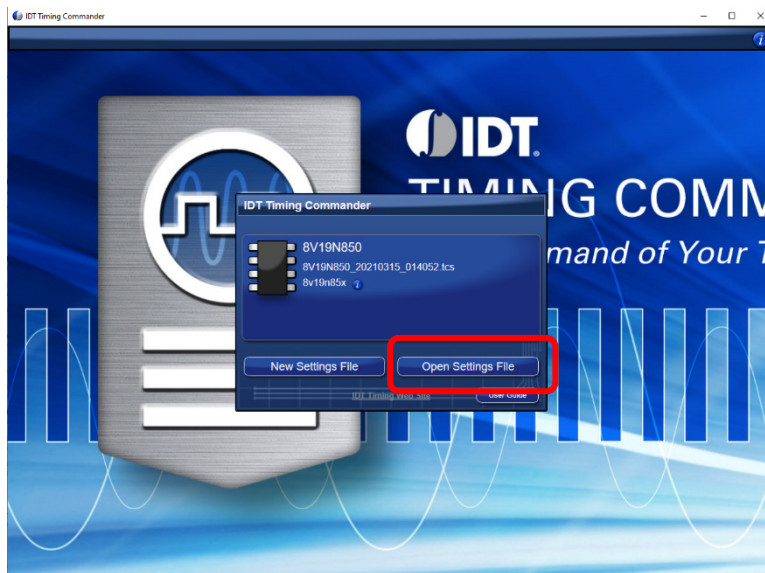 IDT Timing Commander
i
IDT.
TIMING COMM
mand of Your T
IDT Timing Commander
8V19N850
8V19N850_20210315_014052.tcs
8v19n85x i
New Settings File
Open Settings File
IDT Timing Web Site
User Guide